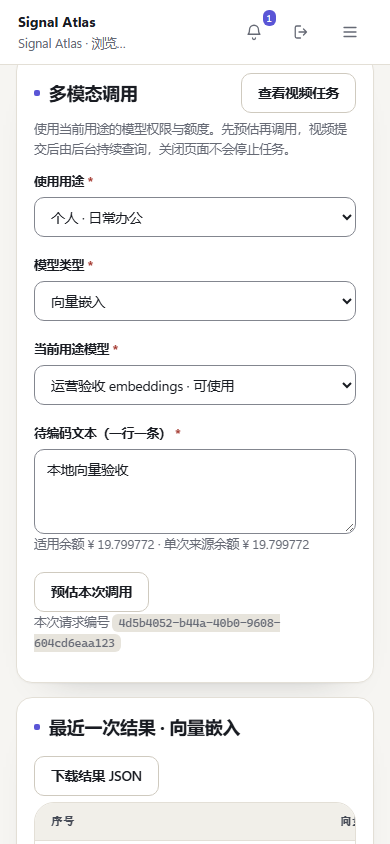 Signal Atlas
Signal Atlas · 浏览...
1
多模态调用
查看视频任务
使用当前用途的模型权限与额度。先预估再调用，视频提
交后由后台持续查询，关闭页面不会停止任务。
使用用途 *
个人 · 日常办公
模型类型 *
向量嵌入
当前用途模型 *
运营验收 embeddings · 可使用
待编码文本（一行一条） *
本地向量验收
适用余额 ¥ 19.799772 · 单次来源余额 ¥ 19.799772
预估本次调用
本次请求编号 4d5b4052-b44a-40b0-9608-
604cd6eaa123
最近一次结果 · 向量嵌入
下载结果 JSON
序号
向